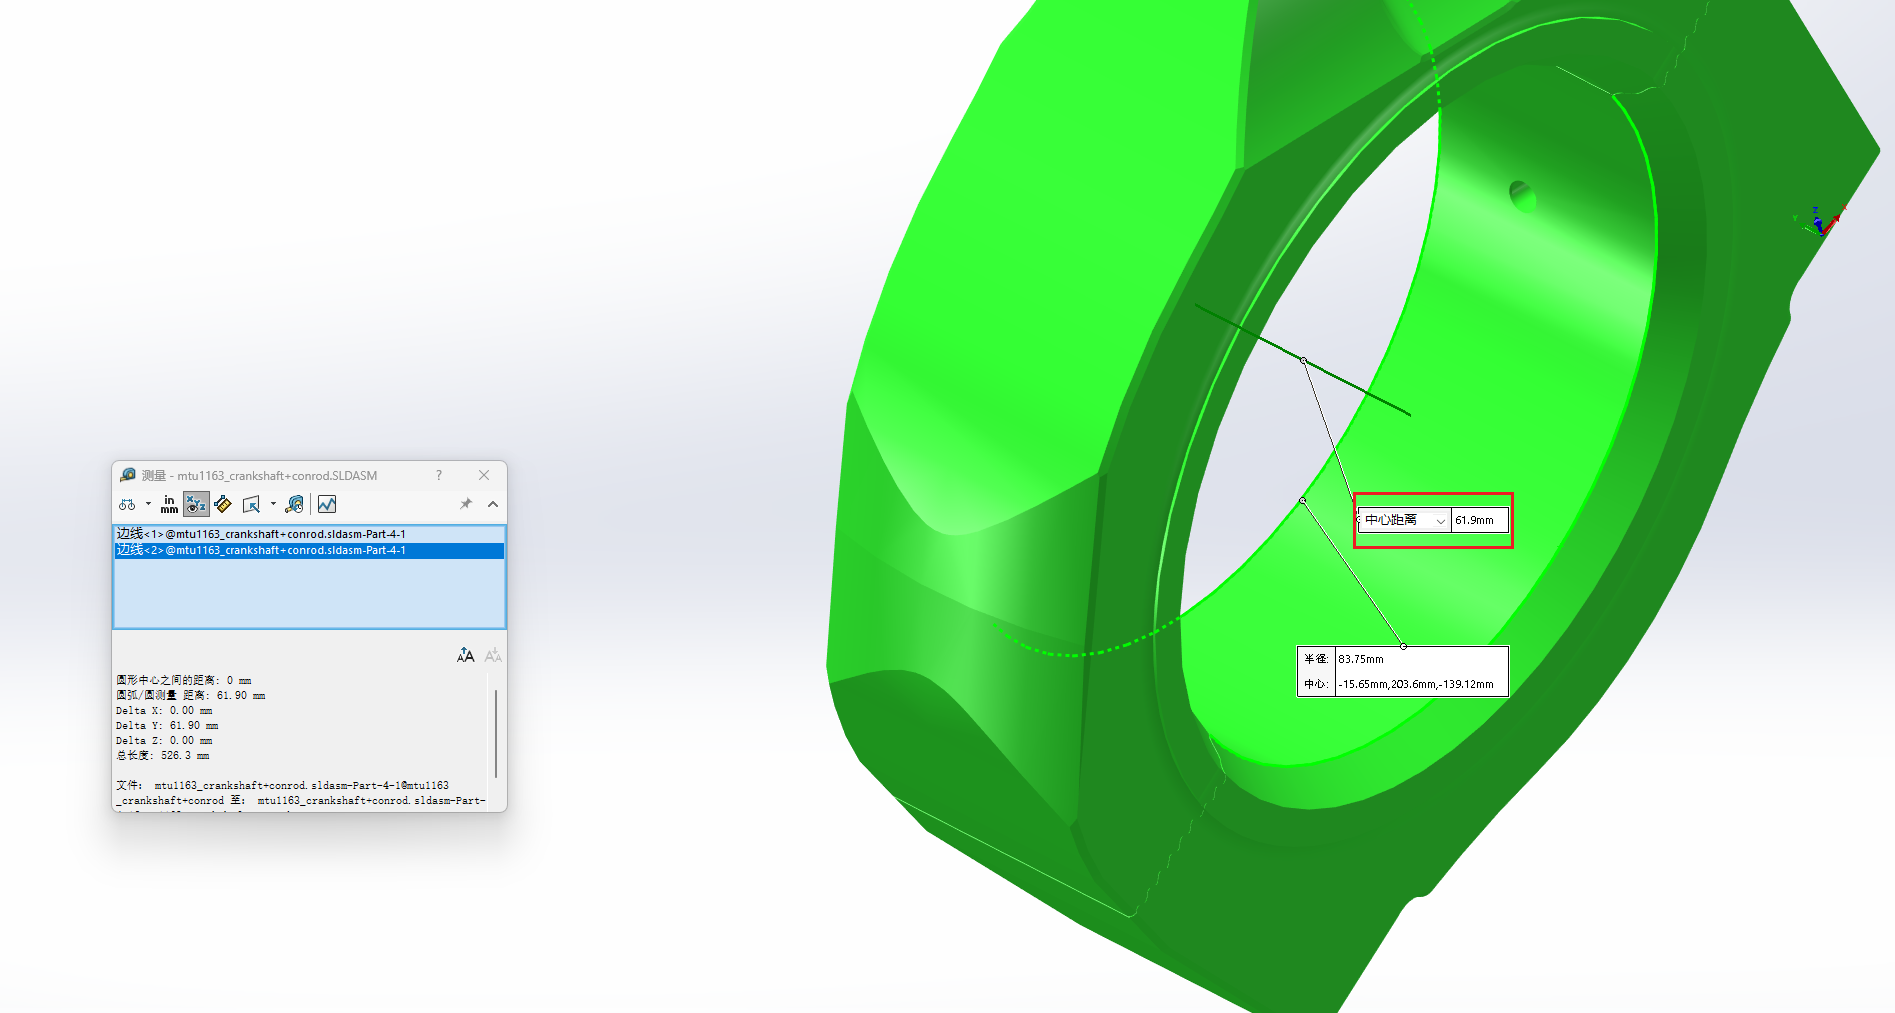 测量 - mtu1163_crankshaft+conrod.SLDASM
?
in
mm
边线<1>@mtu1163_crankshaft+conrod.sldasm-Part-4-1
边线<2>@mtu1163_crankshaft+conrod.sldasm-Part-4-1
圆形中心之间的距离: 0 mm
圆弧/圆测量 距离: 61.90 mm
Delta X: 0.00 mm
Delta Y: 61.90 mm
Delta Z: 0.00 mm
总长度: 526.3 mm
文件: mtu1163_crankshaft+conrod.sldasm-Part-4-1@mtu1163
_crankshaft+conrod 至: mtu1163_crankshaft+conrod.sldasm-Part-
中心距离 61.9mm
半径: 83.75mm
中心: -15.65mm,203.6mm,-139.12mm
Z
Y
X